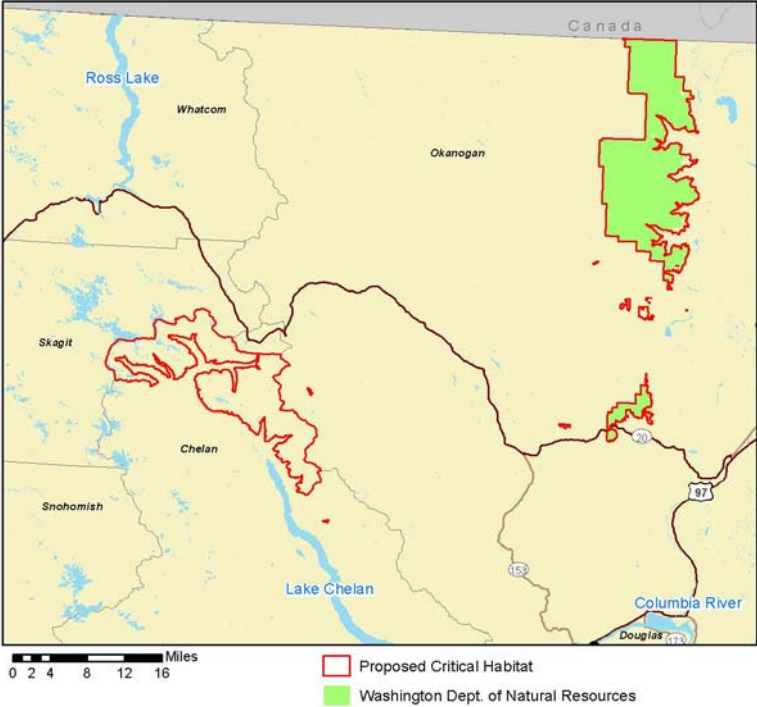 Canada
Ross Lake
Whatcom
Okanogan
Skagit
Chelan
20
97
Snohomish
153
Lake Chelan
Columbia River
Douglas
173
Miles
0 2 4 8 12 16
Proposed Critical Habitat
Washington Dept. of Natural Resources